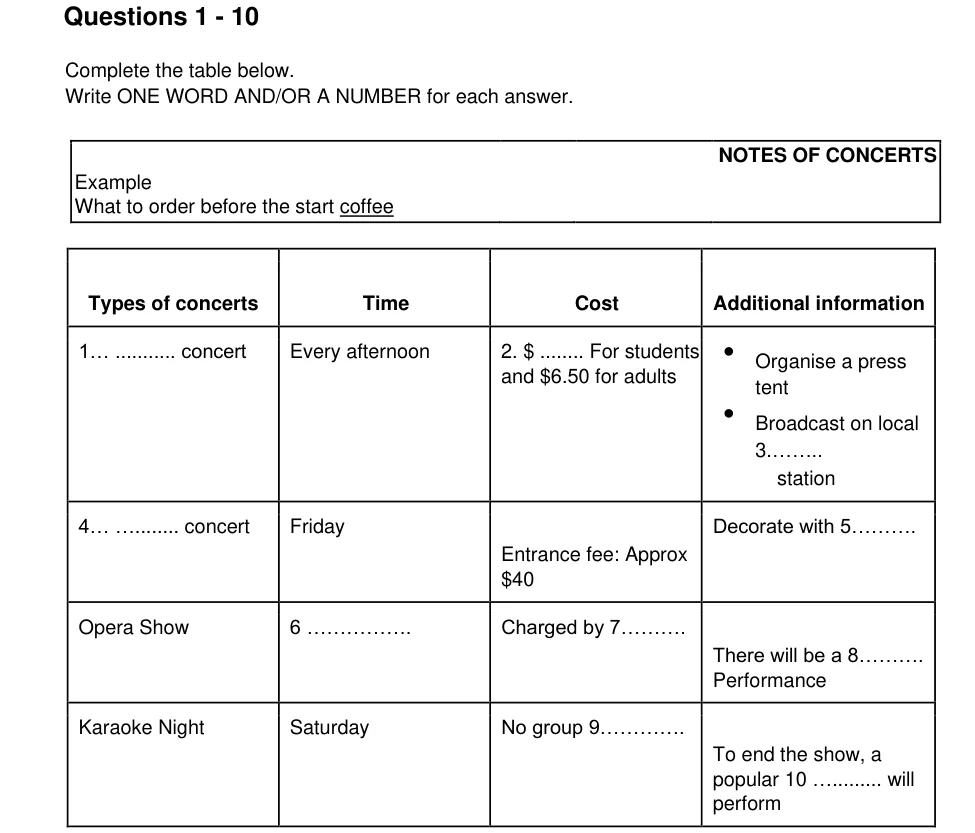 Questions 1 - 10
Complete the table below.
Write ONE WORD AND/OR A NUMBER for each answer.
NOTES OF CONCERTS
Example
What to order before the start coffee
Types of concerts
Time
Cost
Additional information
1… ........... concert
Every afternoon
2. $ ........ For students
and $6.50 for adults
• Organise a press
tent
• Broadcast on local
3……...
station
4… …......... concert
Friday
Entrance fee: Approx
$40
Decorate with 5……….
Opera Show
6 …………….
Charged by 7……….
There will be a 8……….
Performance
Karaoke Night
Saturday
No group 9………….
To end the show, a
popular 10 …......... will
perform